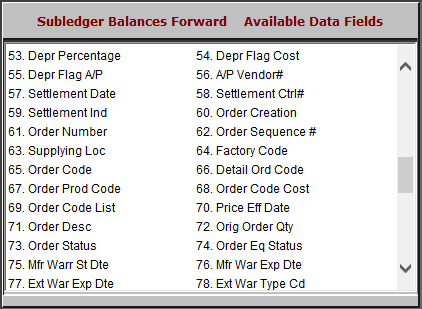 Subledger Balances Forward Available Data Fields
53. Depr Percentage 54. Depr Flag Cost
55. Depr Flag A/P 56. A/P Vendor#
57. Settlement Date 58. Settlement Ctrl#
59. Settlement Ind 60. Order Creation
61. Order Number 62. Order Sequence #
63. Supplying Loc 64. Factory Code
65. Order Code 66. Detail Ord Code
67. Order Prod Code 68. Order Code Cost
69. Order Code List 70. Price Eff Date
71. Order Desc 72. Orig Order Qty
73. Order Status 74. Order Eq Status
75. Mfr Warr St Dte 76. Mfr War Exp Dte
77. Ext War Exp Dte 78. Ext War Type Cd